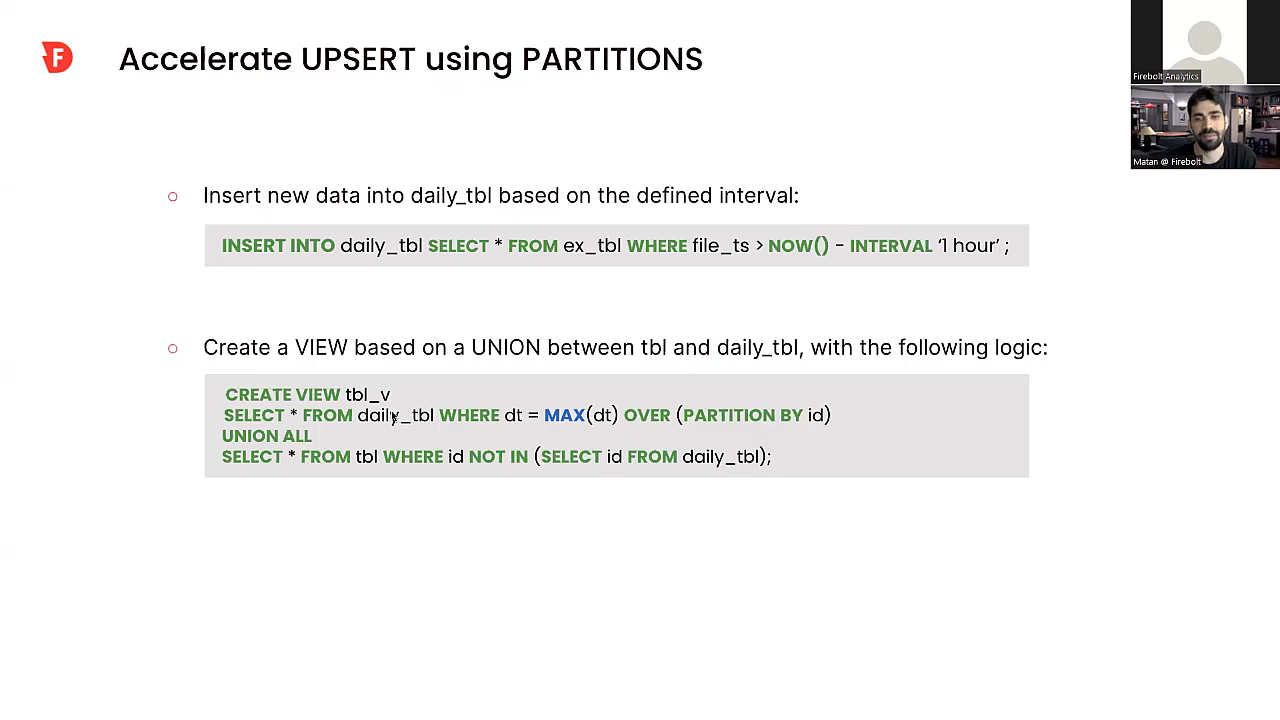 Accelerate UPSERT using PARTITIONS
Firebolt Analytics
Matan @ Firebolt
Insert new data into daily_tbl based on the defined interval:
INSERT INTO daily_tbl SELECT * FROM ex_tbl WHERE file_ts > NOW() - INTERVAL ‘1 hour’ ;
Create a VIEW based on a UNION between tbl and daily_tbl, with the following logic:
CREATE VIEW tbl_v
SELECT * FROM daily_tbl WHERE dt = MAX(dt) OVER (PARTITION BY id)
UNION ALL
SELECT * FROM tbl WHERE id NOT IN (SELECT id FROM daily_tbl);